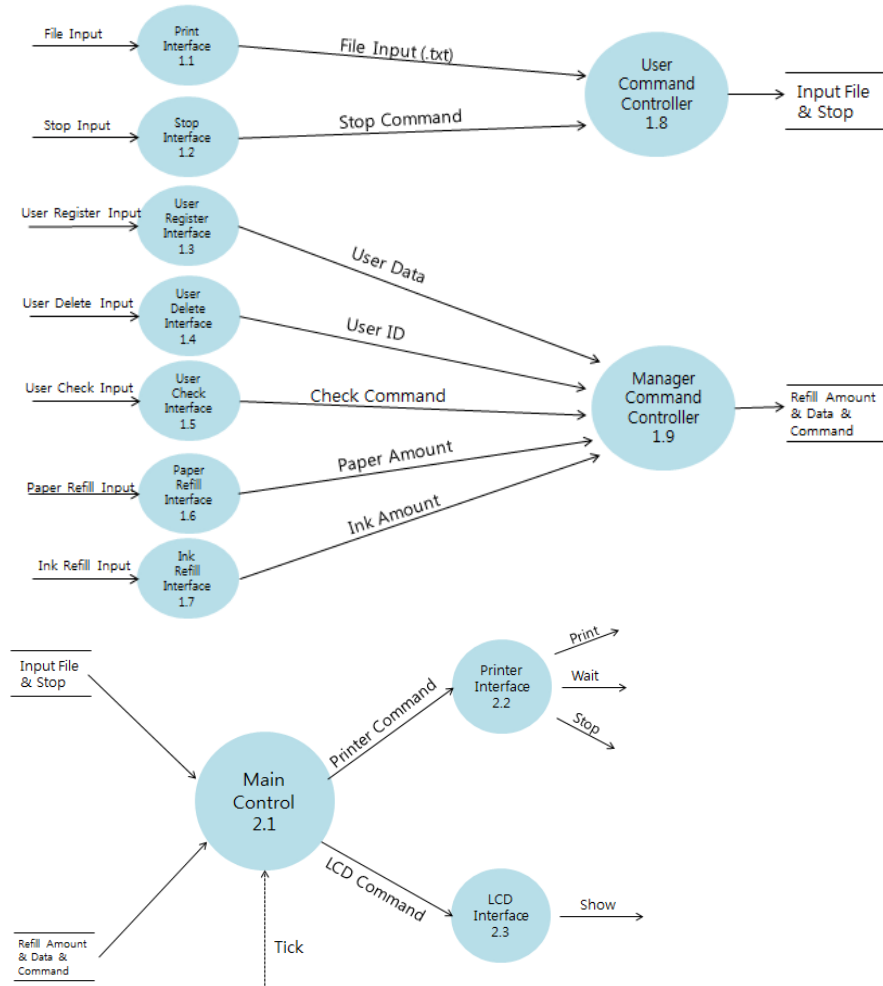 File Input
Print
Interface
1.1
File Input (.txt)
User
Command
Controller
1.8
Input File
& Stop
Stop Input
Stop
Interface
1.2
Stop Command
User Register Input
User
Register
Interface
1.3
User Data
User Delete Input
User
Delete
Interface
1.4
User ID
User Check Input
User
Check
Interface
1.5
Check Command
Manager
Command
Controller
1.9
Refill Amount
& Data &
Command
Paper Refill Input
Paper
Refill
Interface
1.6
Paper Amount
Ink Refill Input
Ink
Refill
Interface
1.7
Ink Amount
Input File
& Stop
Printer Command
Printer
Interface
2.2
Print
Wait
Stop
Main
Control
2.1
LCD Command
LCD
Interface
2.3
Show
Refill Amount
& Data &
Command
Tick